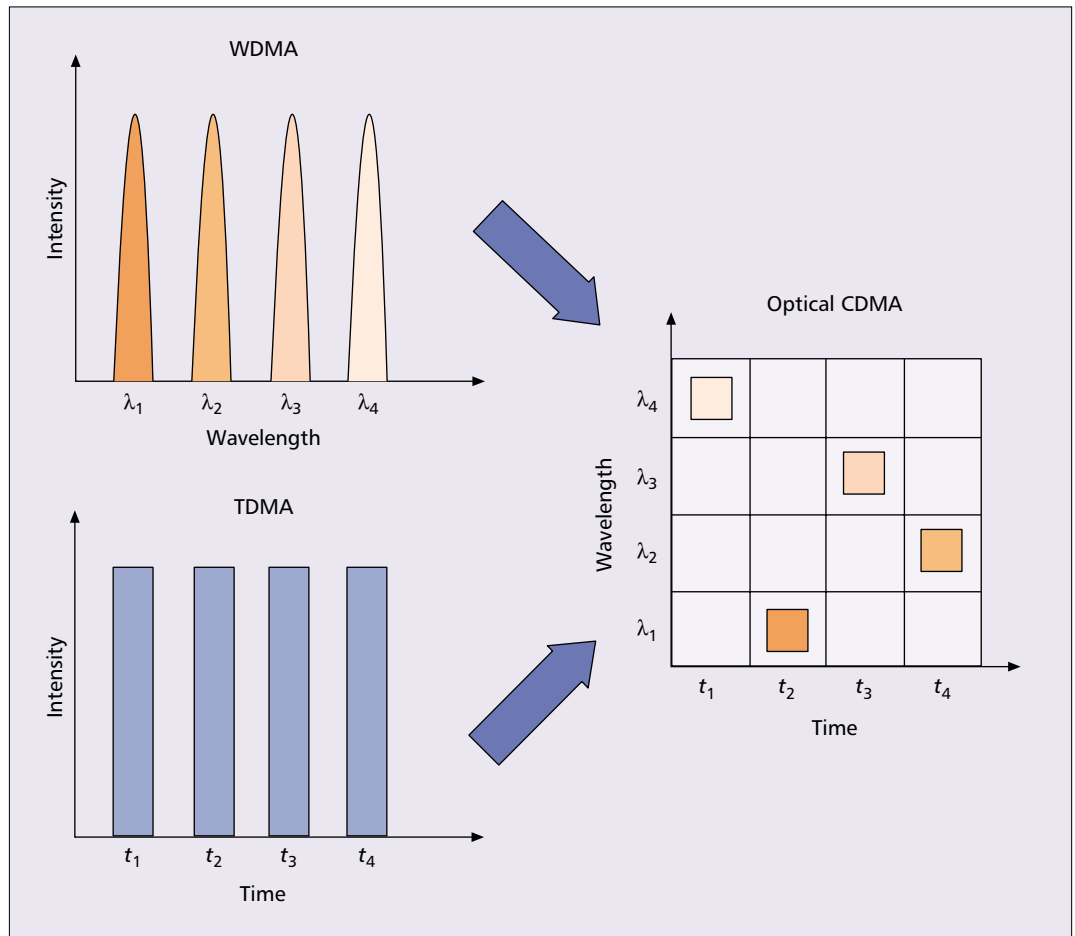 WDMA
Intensity
λ1 λ2 λ3 λ4
Wavelength
TDMA
Intensity
t1 t2 t3 t4
Time
Optical CDMA
Wavelength
λ4
λ3
λ2
λ1
t1 t2 t3 t4
Time